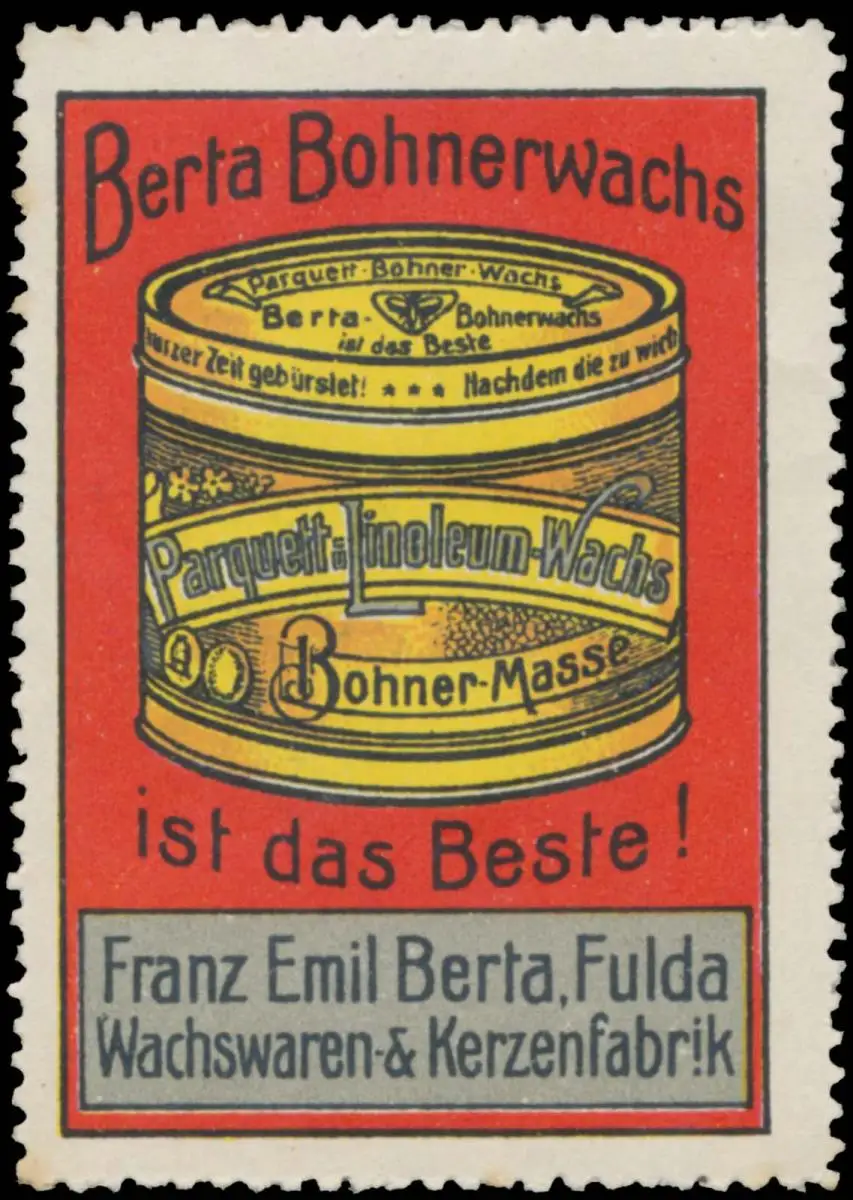 Berta Bohnerwachs
Parquett-Bohner-Wachs
Berta- Bohnerwachs
ist das Beste
kurzer Zeit gebürstet! * * * Nachdem die zu wich
Parquett u Linoleum-Wachs
Bohner-Masse
ist das Beste!
Franz Emil Berta, Fulda
Wachswaren-& Kerzenfabrik